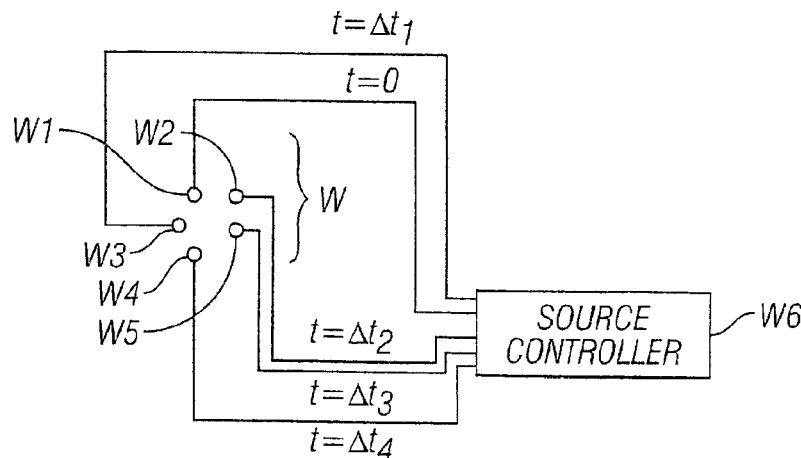 t=Δt1
t=0
W1
W2
W
W3
W4
W5
SOURCE
CONTROLLER
W6
t=Δt2
t=Δt3
t=Δt4